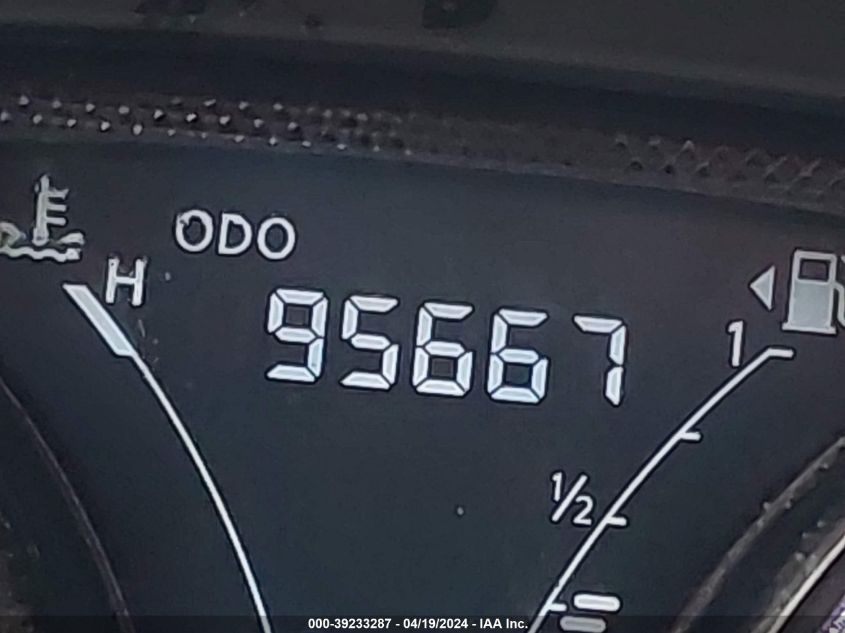 ODO
H
95667
1
1/2
000-39233287 - 04/19/2024 - IAA Inc.